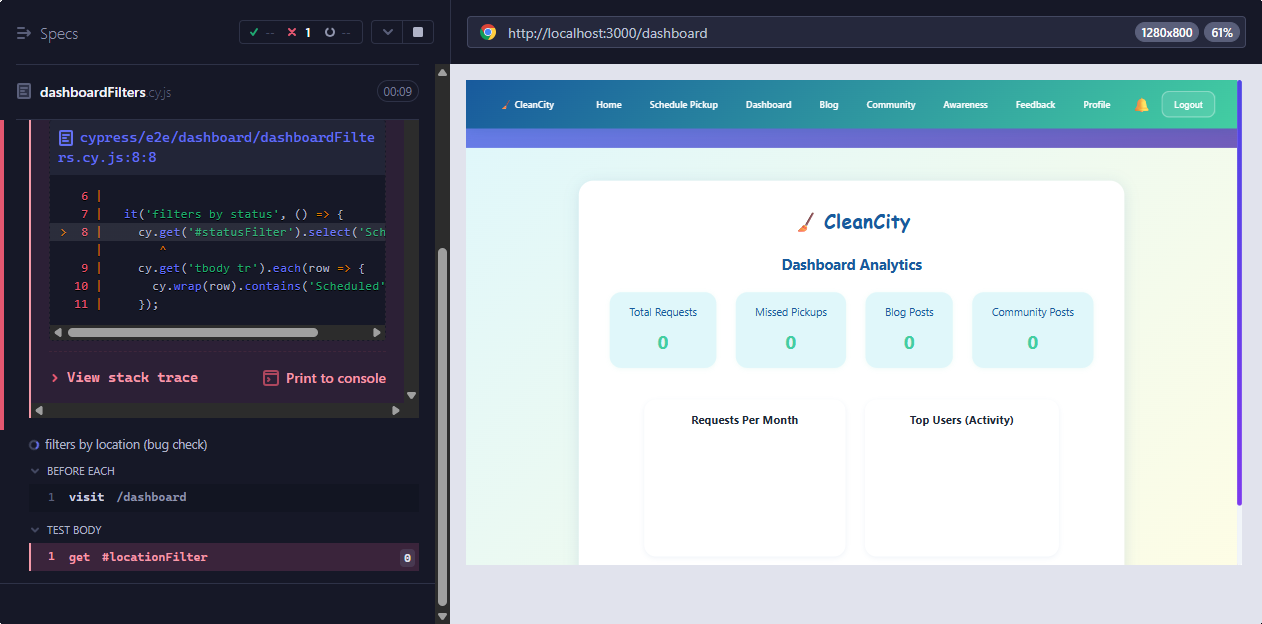 Specs
-- 1 --
dashboardFilters.cy.js
00:09
cypress/e2e/dashboard/dashboardFilte
rs.cy.js:8:8
6 |
7 | it('filters by status', () => {
> 8 | cy.get('#statusFilter').select('Sch
| ^
9 | cy.get('tbody tr').each(row => {
10 | cy.wrap(row).contains('Scheduled'
11 | });
> View stack trace
Print to console
filters by location (bug check)
BEFORE EACH
1 visit /dashboard
TEST BODY
1 get #locationFilter 0
http://localhost:3000/dashboard
1280x800 61%
CleanCity Home Schedule Pickup Dashboard Blog Community Awareness Feedback Profile Logout
CleanCity
Dashboard Analytics
Total Requests
0
Missed Pickups
0
Blog Posts
0
Community Posts
0
Requests Per Month
Top Users (Activity)